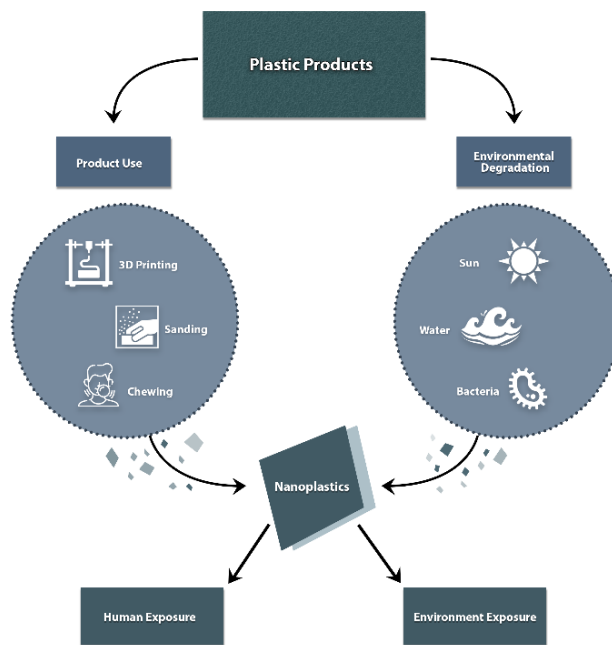 Plastic Products
Product Use
Environmental
Degradation
3D Printing
Sanding
Chewing
Sun
Water
Bacteria
Nanoplastics
Human Exposure
Environment Exposure